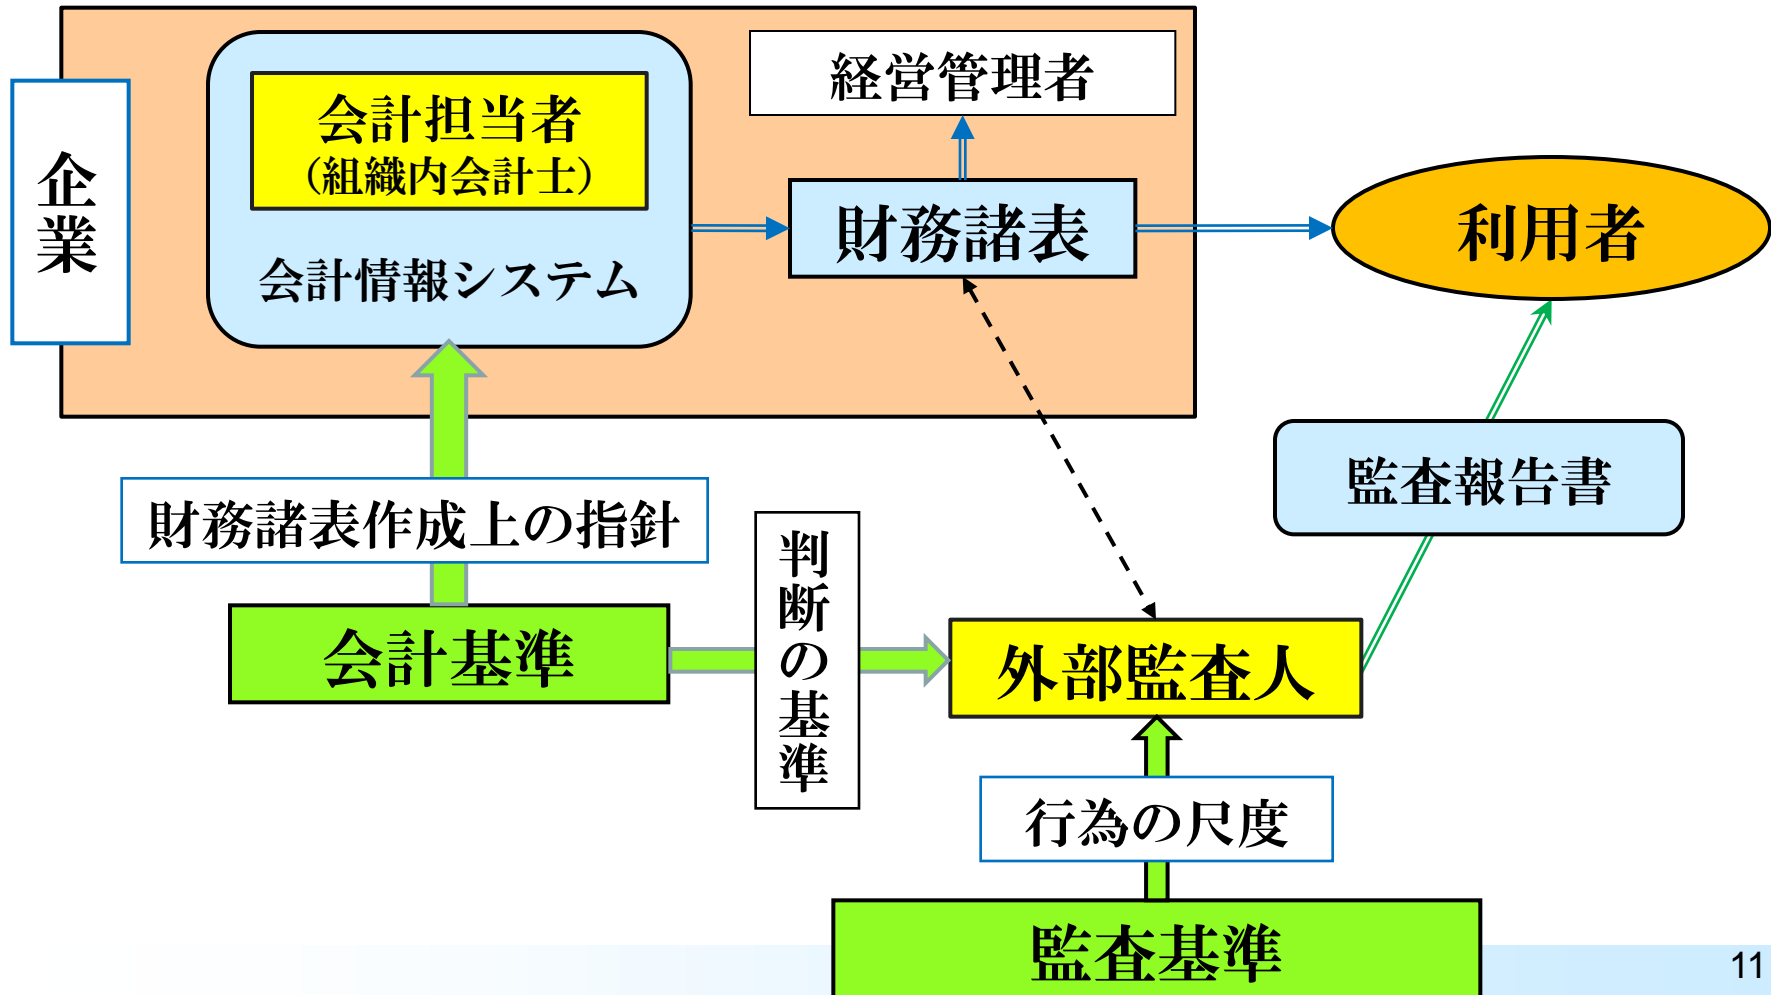 企業
会計担当者
（組織内会計士）
会計情報システム
経営管理者
財務諸表
利用者
監査報告書
財務諸表作成上の指針
判断の基準
会計基準
外部監査人
行為の尺度
監査基準
11